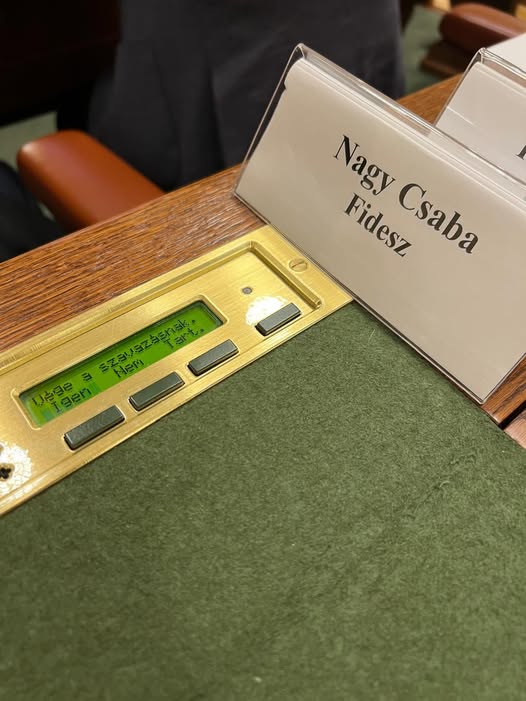 Nagy Csaba
Fidesz
Vége a szavazásnak.
Igen Nem Tart.